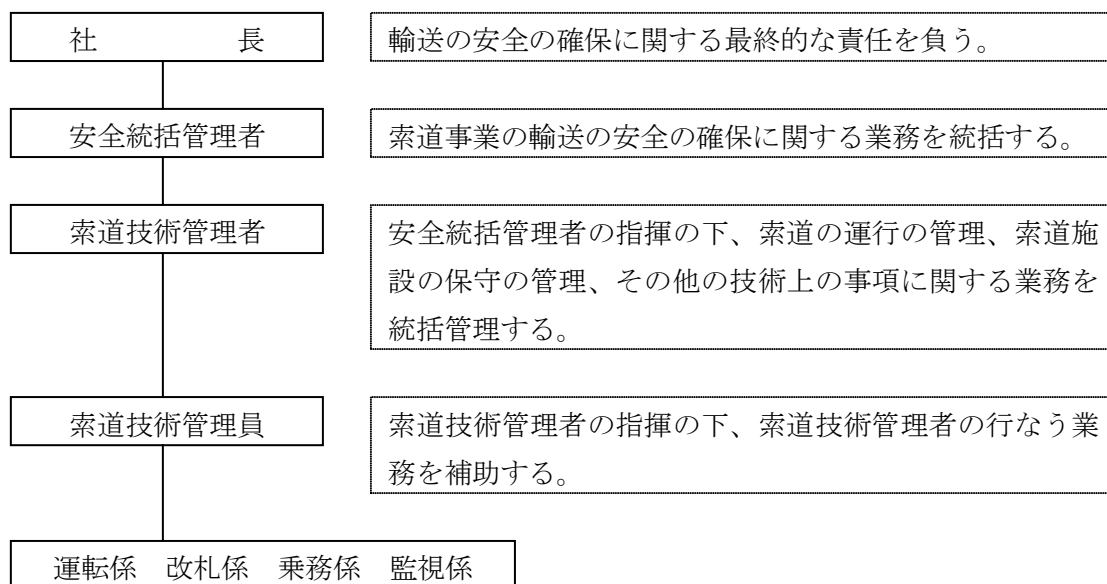 社　　　　　長
輸送の安全の確保に関する最終的な責任を負う。
安全統括管理者
索道事業の輸送の安全の確保に関する業務を統括する。
索道技術管理者
安全統括管理者の指揮の下、索道の運行の管理、索道施
設の保守の管理、その他の技術上の事項に関する業務を
統括管理する。
索道技術管理員
索道技術管理者の指揮の下、索道技術管理者の行なう業
務を補助する。
運転係　改札係　乗務係　監視係